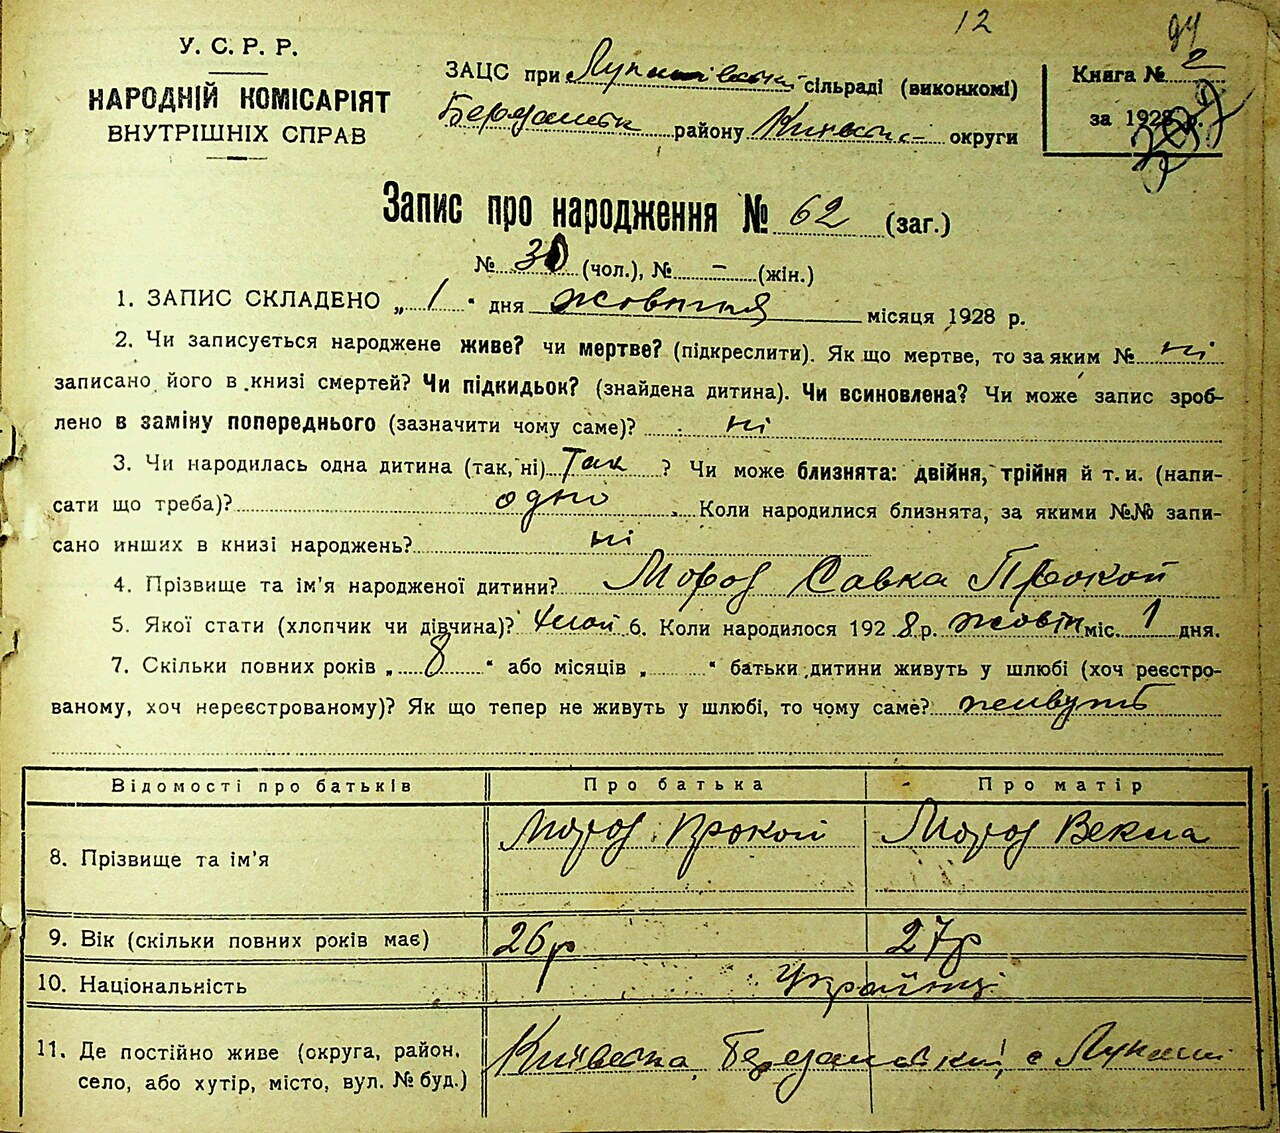 12
94
У. С. Р. Р.
НАРОДНІЙ КОМІСАРІЯТ
ВНУТРІШНІХ СПРАВ
ЗАЦС при Лукашівській сільраді (виконкомі)
району округи
Книга № 2
за 1928 р.
Запис про народження № 62 (заг.)
№ 30 (чол.), № – (жін.)
1. ЗАПИС СКЛАДЕНО „ 1 “ дня жовтня місяця 1928 р.
2. Чи записується народжене живе? чи мертве? (підкреслити). Як що мертве, то за яким № ні
записано його в книзі смертей? Чи підкидьок? (знайдена дитина). Чи всиновлена? Чи може запис зроб-
лено в заміну попереднього (зазначити чому саме)? ні
3. Чи народилась одна дитина (так, ні) Так ? Чи може близнята: двійня, трійня й т. и. (напи-
сати що треба)? одно Коли народилися близнята, за якими №№ запи-
сано инших в книзі народжень? ні
4. Прізвище та ім’я народженої дитини? Мороз Савка Прокоп
5. Якої стати (хлопчик чи дівчина)? 6. Коли народилося 192 8 р. жовтн міс. 1 дня.
7. Скільки повних років „ 8 “ або місяців „ “ батьки дитини живуть у шлюбі (хоч реєстро-
ваному, хоч нереєстрованому)? Як що тепер не живуть у шлюбі, то чому саме? живуть
Відомості про батьків Про батька Про матір
8. Прізвище та ім’я Мороз Прокоп Мороз Векла
9. Вік (скільки повних років має) 26 р 27 р
10. Національність Українці
11. Де постійно живе (округа, район, село, або хутір, місто, вул. № буд.) Київська, с Лукаші